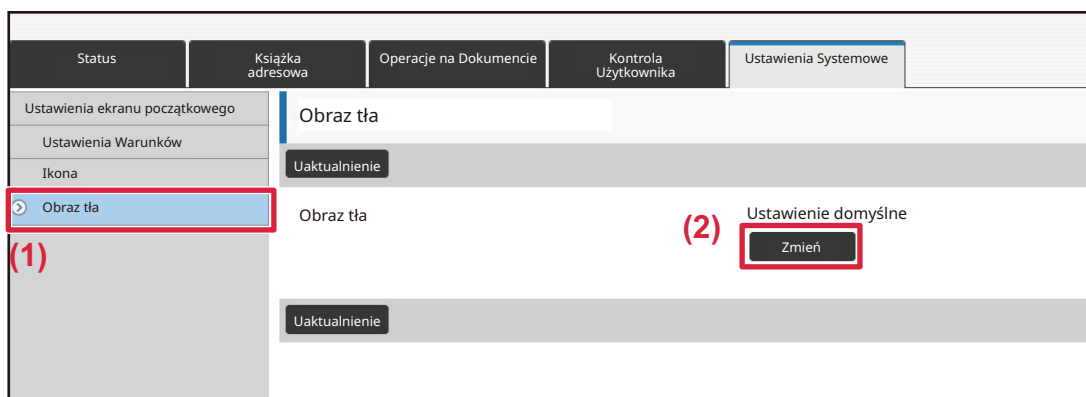 Status
Książka
adresowa
Operacje na Dokumencie
Kontrola
Użytkownika
Ustawienia Systemowe
Ustawienia ekranu początkowego
Ustawienia Warunków
Ikona
Obraz tła
(1)
Obraz tła
Uaktualnienie
Obraz tła
(2)
Ustawienie domyślne
Zmień
Uaktualnienie